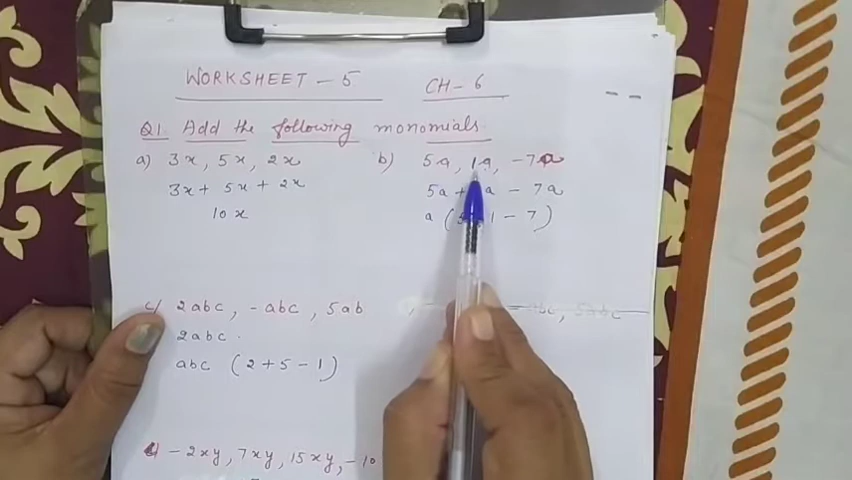 WORKSHEET - 5 CH - 6
Q1. Add the following monomials.
a) 3x, 5x, 2x b) 5a, 1a, -7a
3x + 5x + 2x 5a + a - 7a
10x a ( 1 - 7 )
c) 2abc, - abc, 5ab
2abc.
abc (2 + 5 - 1)
-2xy, 7xy, 15xy, -10